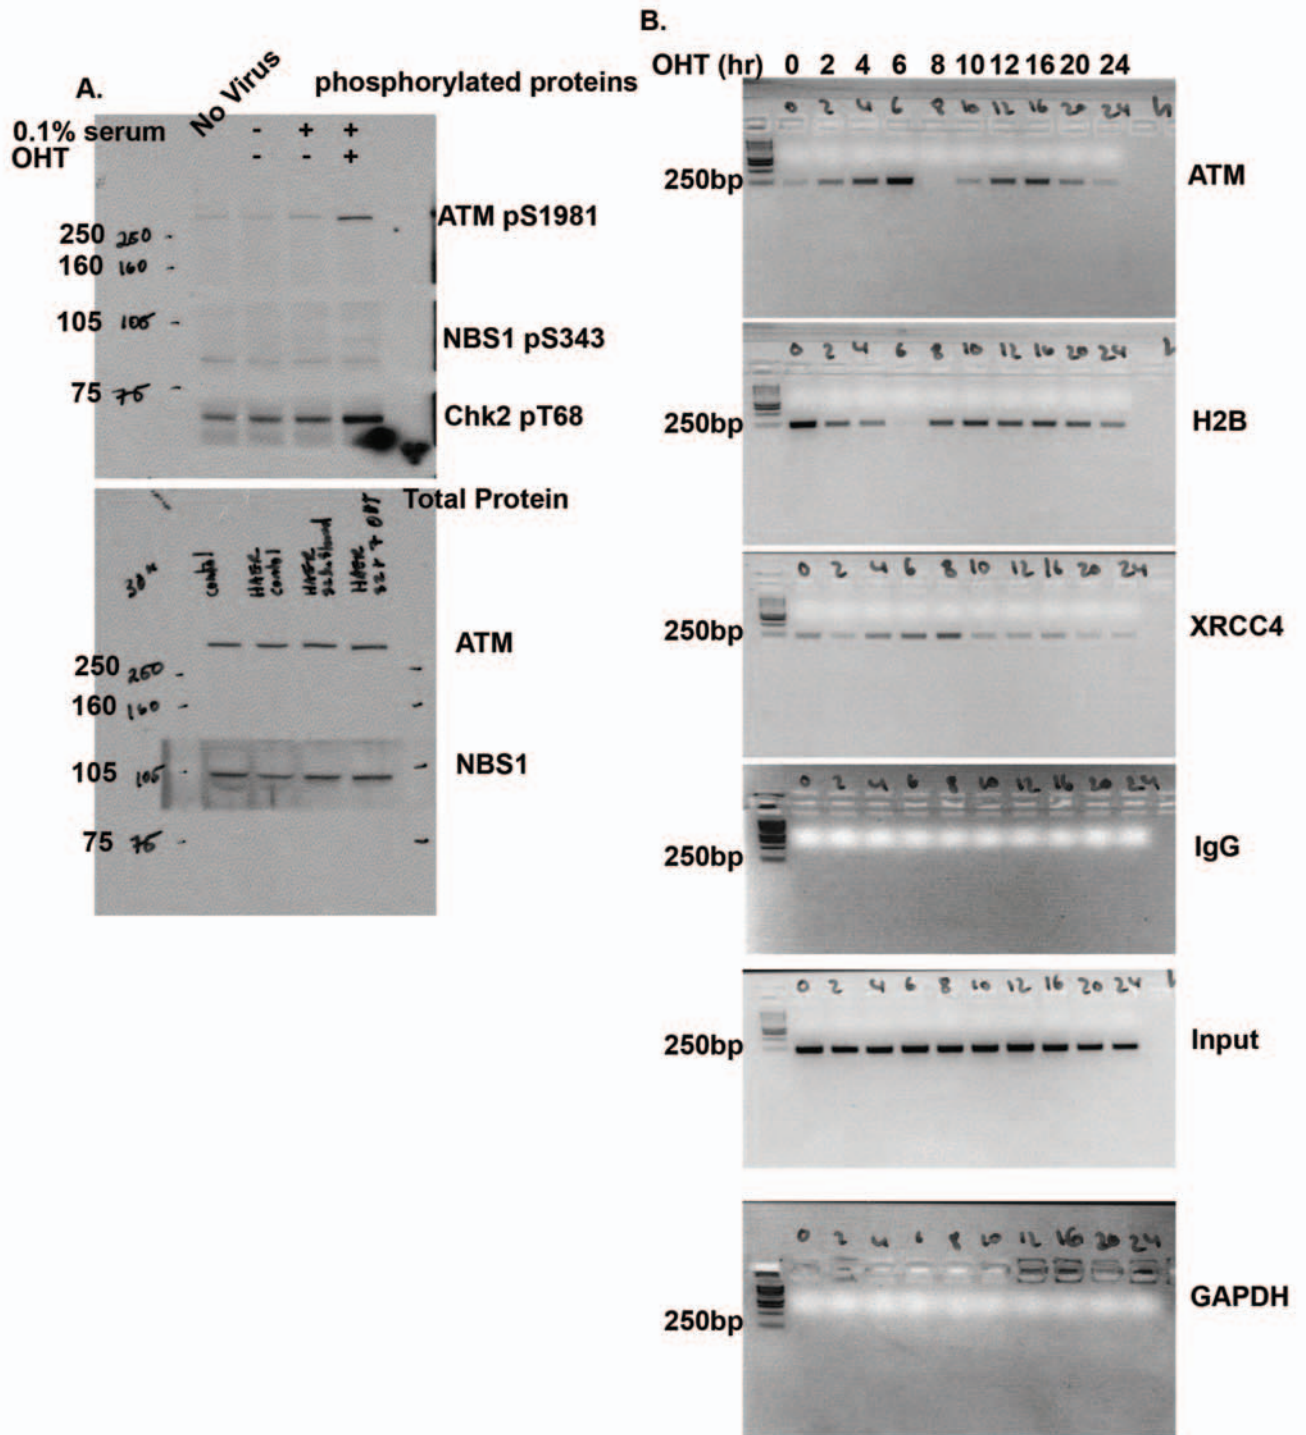 A.
No Virus
phosphorylated proteins
0.1% serum - + +
OHT - - +
ATM pS1981
250 250
160 160
105 105
NBS1 pS343
75 75
Chk2 pT68
Total Protein
30"
control
HAER control
HAER
HAER
ATM
250 250
160 160
105 105
NBS1
75 75
B.
OHT (hr) 0 2 4 6 8 10 12 16 20 24
0 2 4 6 8 10 12 16 20 24
250bp
ATM
0 2 4 6 8 10 12 16 20 24
250bp
H2B
0 2 4 6 8 10 12 16 20 24
250bp
XRCC4
0 2 4 6 8 10 12 16 20 24
250bp
IgG
0 2 4 6 8 10 12 16 20 24
250bp
Input
0 2 4 6 8 10 12 16 20 24
250bp
GAPDH